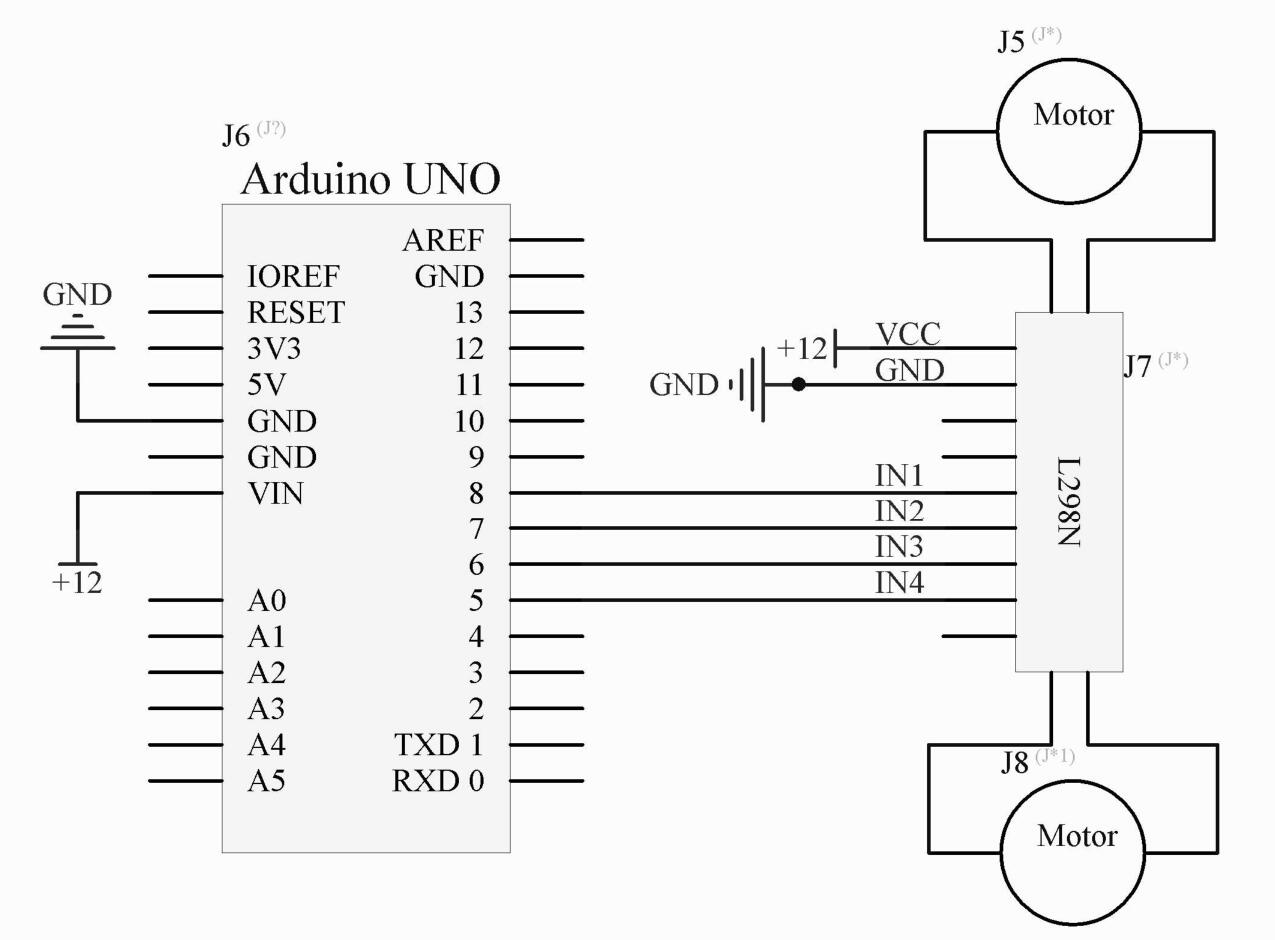 J5 (J*)
Motor
J6 (J?)
Arduino UNO
AREF
IOREF GND
GND
RESET 13
3V3 12
5V 11
GND 10
GND 9
VIN 8
7
6
+12
A0 5
A1 4
A2 3
A3 2
A4 TXD 1
A5 RXD 0
+12 VCC
GND GND
IN1
IN2
IN3
IN4
J7 (J*)
L298N
J8 (J*1)
Motor